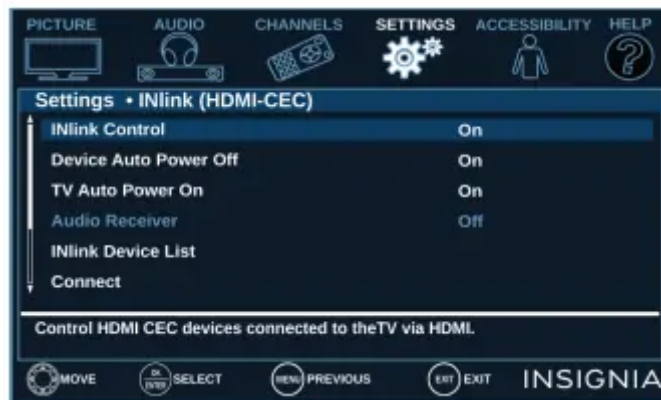 PICTURE AUDIO CHANNELS SETTINGS ACCESSIBILITY HELP
Settings • INlink (HDMI-CEC)
INlink Control On
Device Auto Power Off On
TV Auto Power On On
Audio Receiver Off
INlink Device List
Connect
Control HDMI CEC devices connected to theTV via HDMI.
MOVE OK ENTER SELECT MENU PREVIOUS EXIT EXIT INSIGNIA